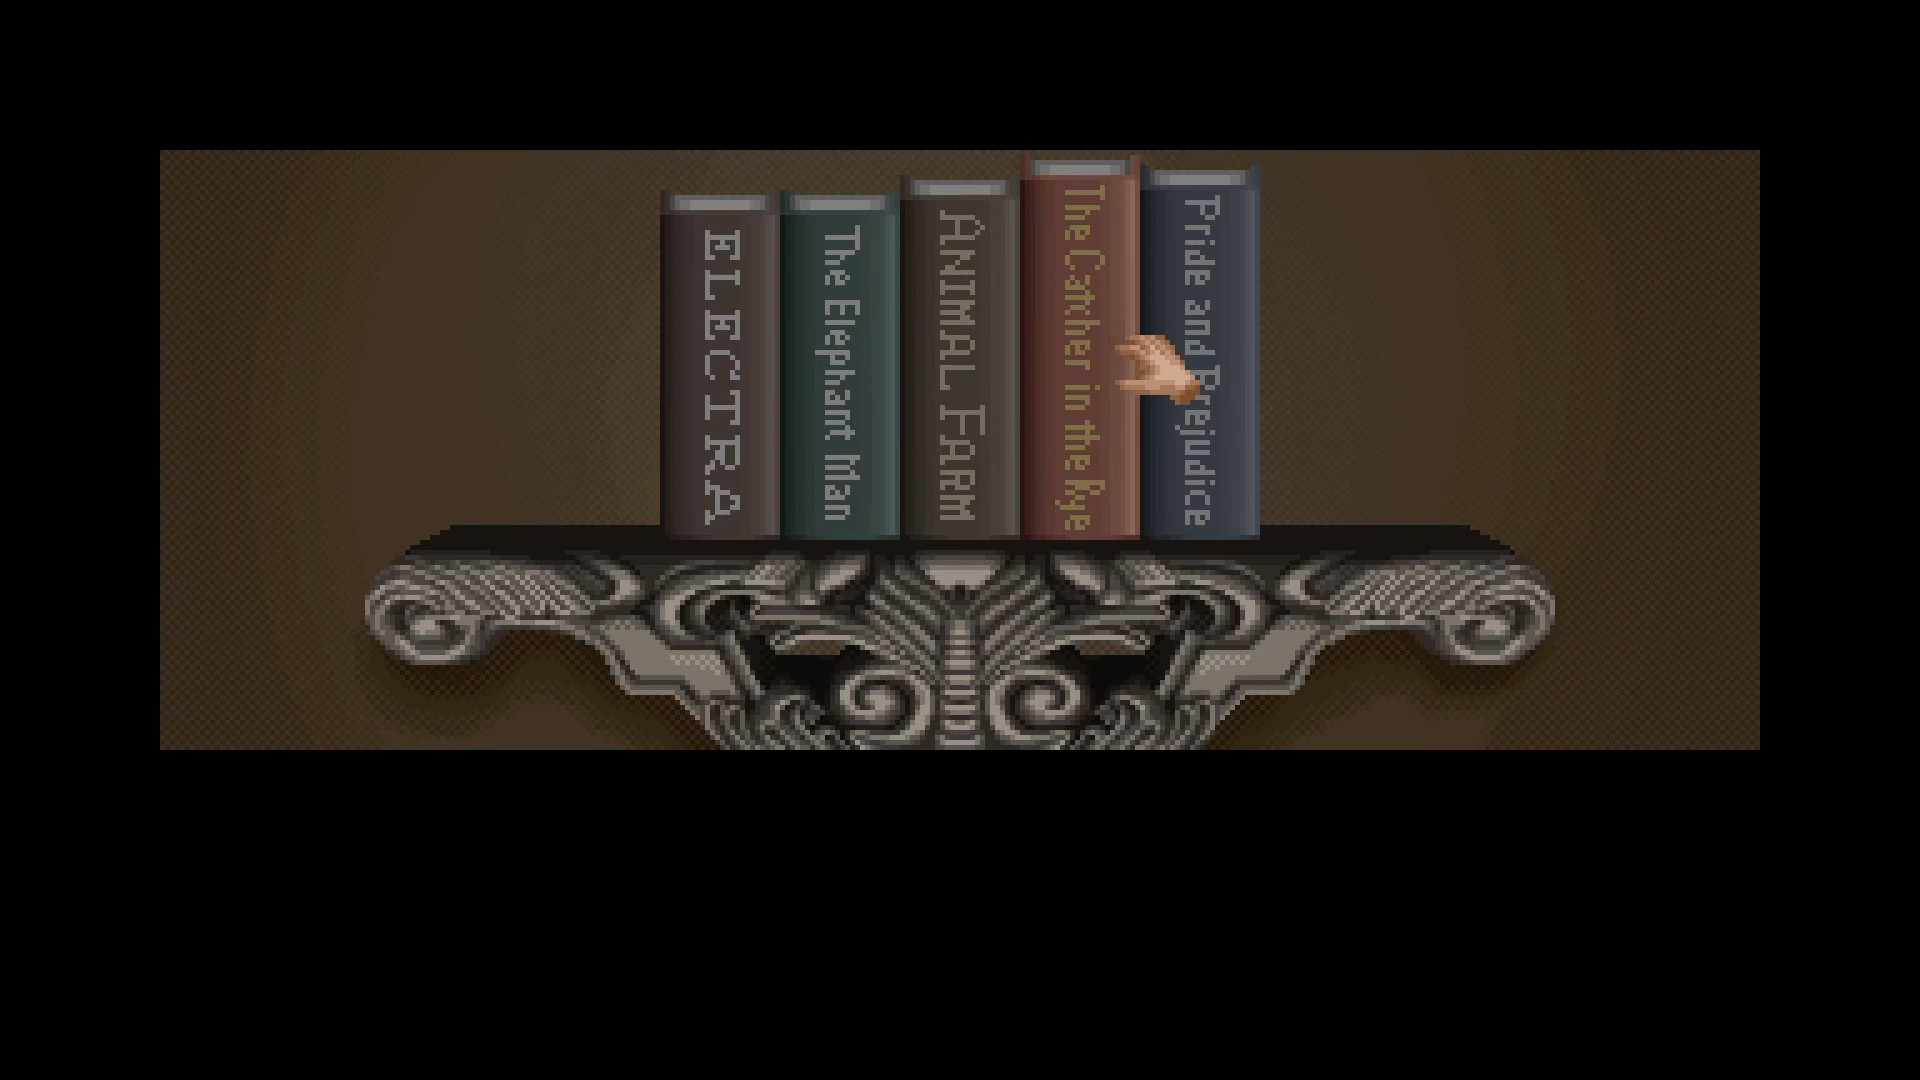 ELECTRA
The Elephant Man
ANIMAL FARM
The Catcher in the Rye
Pride and Prejudice